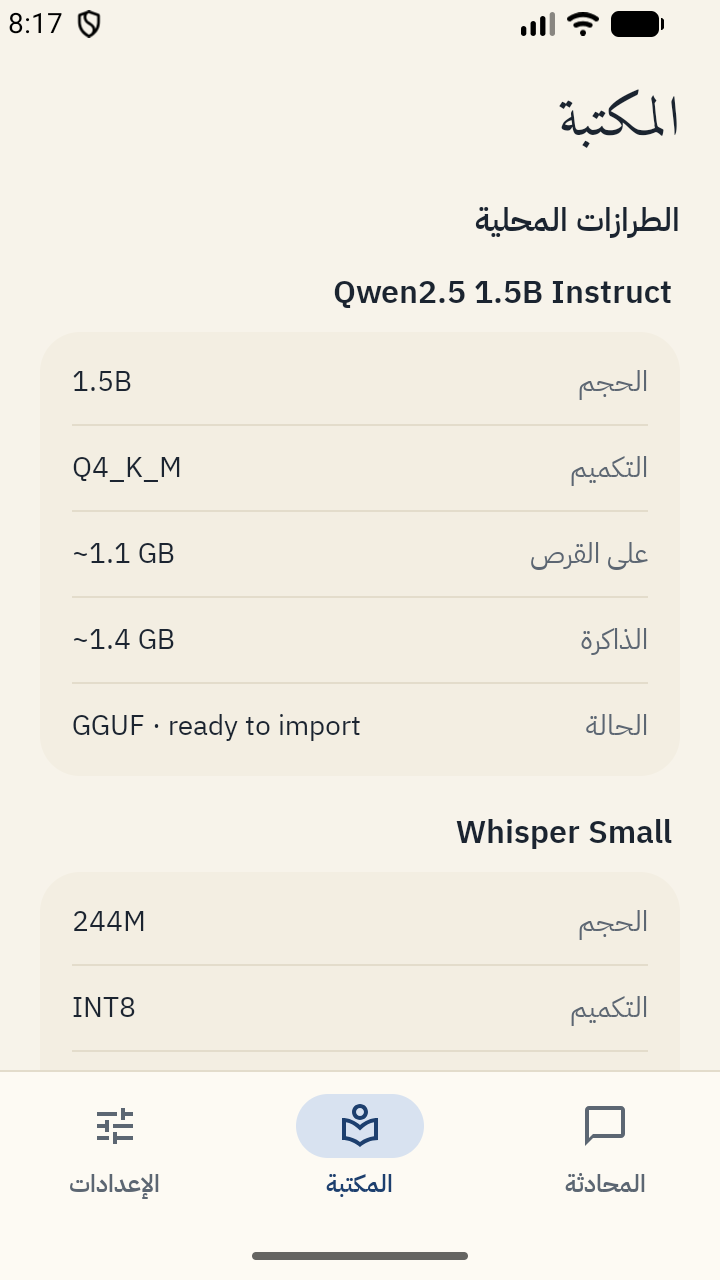 8:17
المكتبة
الطرازات المحلية
Qwen2.5 1.5B Instruct
الحجم 1.5B
التكميم Q4_K_M
على القرص ~1.1 GB
الذاكرة ~1.4 GB
الحالة GGUF · ready to import
Whisper Small
الحجم 244M
التكميم INT8
المحادثة المكتبة الإعدادات